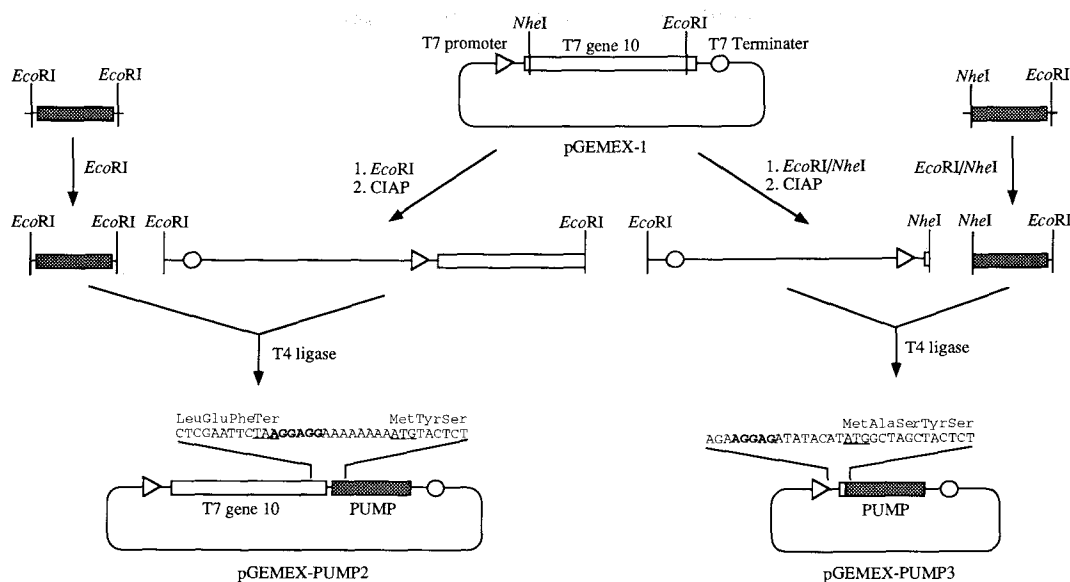 NheI
EcoRI
T7 promoter
T7 gene 10
T7 Terminater
pGEMEX-1
EcoRI
EcoRI
EcoRI
NheI
EcoRI
EcoRI/NheI
1. EcoRI
2. CIAP
1. EcoRI/NheI
2. CIAP
EcoRI
EcoRI
EcoRI
EcoRI
EcoRI
NheI
NheI
EcoRI
T4 ligase
T4 ligase
LeuGluPheTer
MetTyrSer
CTCGAATTCTAAGGAGGAAAAAAAAATGTACTCT
MetAlaSerTyrSer
AGAAGGAGATATACATATGGCTAGCTACTCT
T7 gene 10
PUMP
pGEMEX-PUMP2
PUMP
pGEMEX-PUMP3